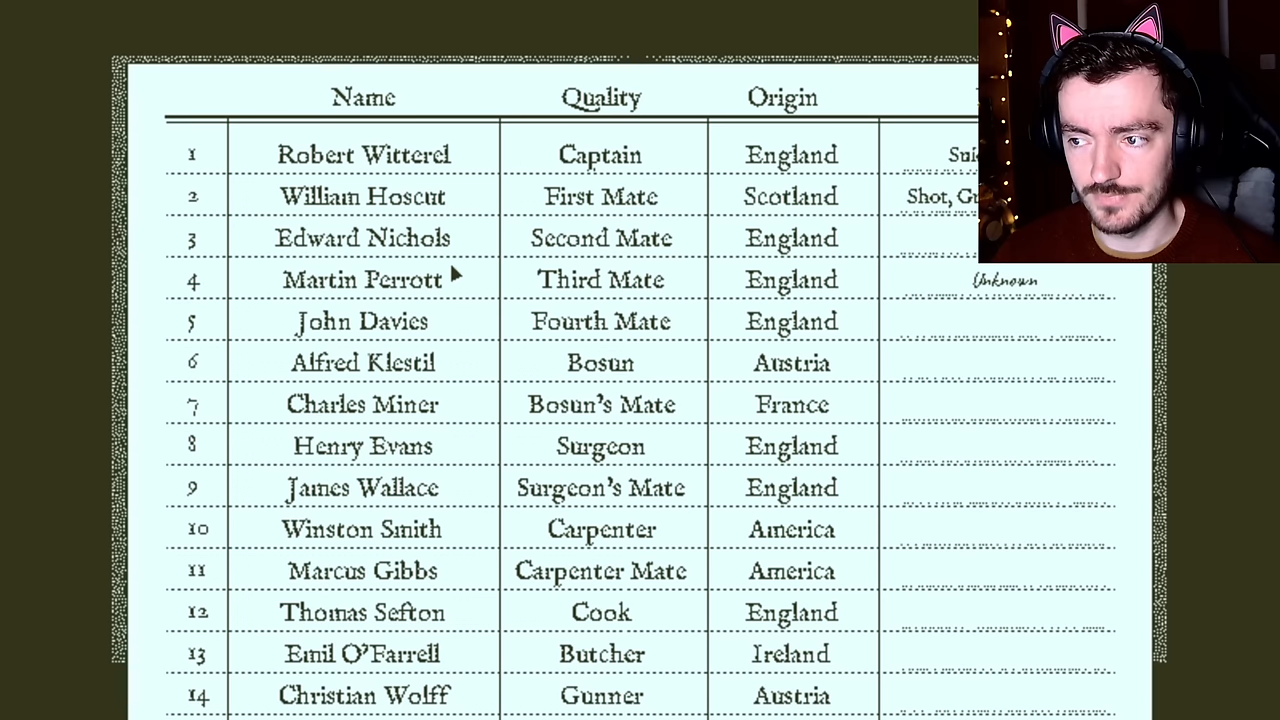 Name Quality Origin
1 Robert Witterel Captain England
2 William Hoscut First Mate Scotland Shot,
3 Edward Nichols Second Mate England
4 Martin Perrott Third Mate England Unknown
5 John Davies Fourth Mate England
6 Alfred Klestil Bosun Austria
7 Charles Miner Bosun's Mate France
8 Henry Evans Surgeon England
9 James Wallace Surgeon's Mate England
10 Winston Smith Carpenter America
11 Marcus Gibbs Carpenter Mate America
12 Thomas Sefton Cook England
13 Emil O'Farrell Butcher Ireland
14 Christian Wolff Gunner Austria